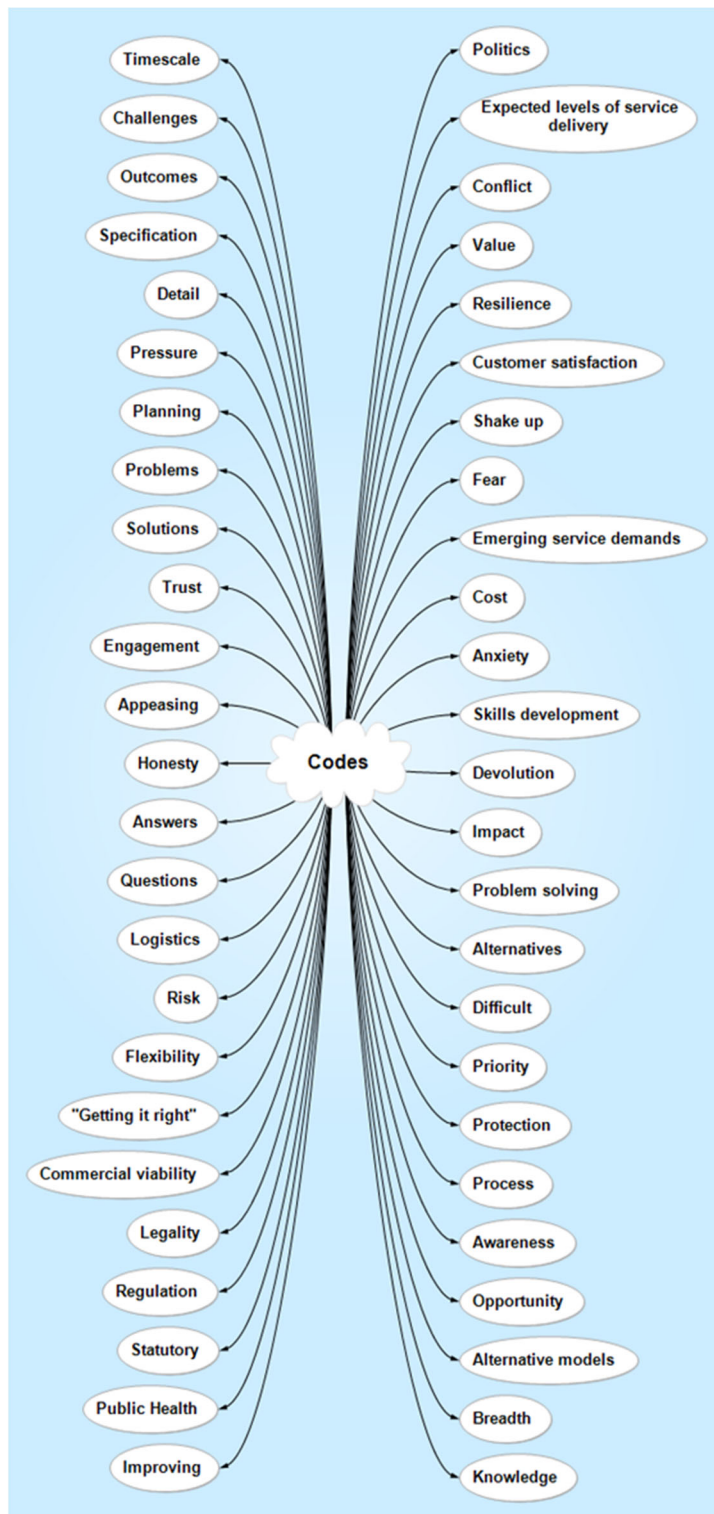 Timescale
Challenges
Outcomes
Specification
Detail
Pressure
Planning
Problems
Solutions
Trust
Engagement
Appeasing
Honesty
Answers
Questions
Logistics
Risk
Flexibility
"Getting it right"
Commercial viability
Legality
Regulation
Statutory
Public Health
Improving
Codes
Politics
Expected levels of service
delivery
Conflict
Value
Resilience
Customer satisfaction
Shake up
Fear
Emerging service demands
Cost
Anxiety
Skills development
Devolution
Impact
Problem solving
Alternatives
Difficult
Priority
Protection
Process
Awareness
Opportunity
Alternative models
Breadth
Knowledge